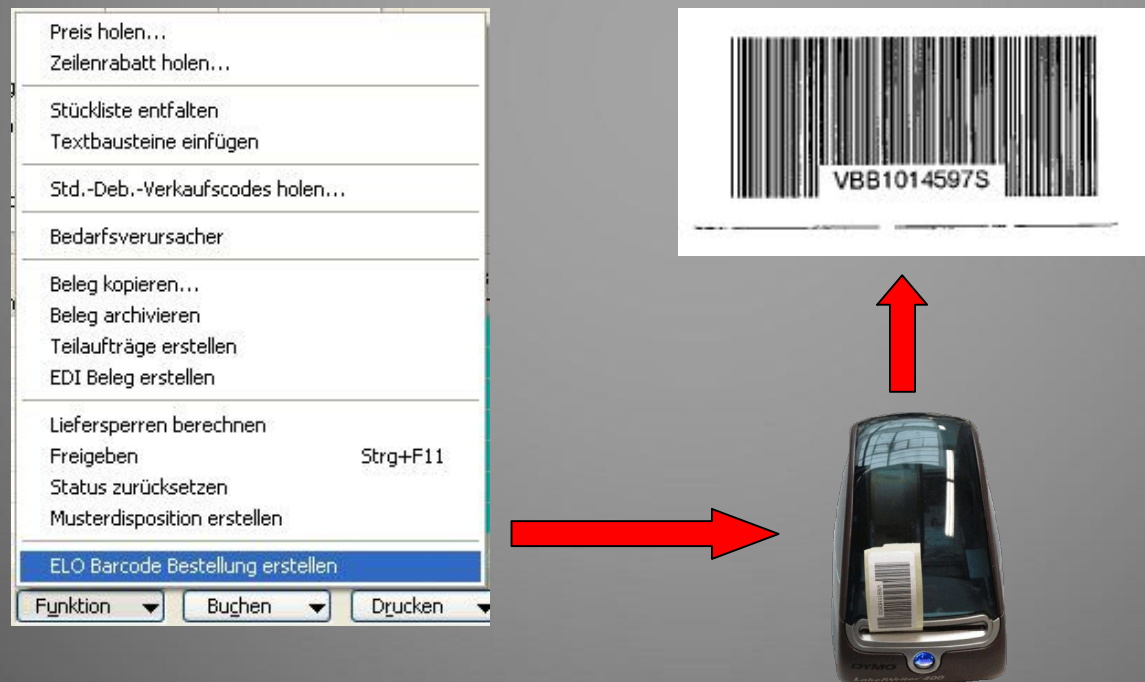 Preis holen...
Zeilenrabatt holen...
Stückliste entfalten
Textbausteine einfügen
Std.-Deb.-Verkaufscodes holen...
Bedarfsverursacher
Beleg kopieren...
Beleg archivieren
Teilaufträge erstellen
EDI Beleg erstellen
Liefersperren berechnen
Freigeben Strg+F11
Status zurücksetzen
Musterdisposition erstellen
ELO Barcode Bestellung erstellen
Funktion Buchen Drucken
VBB1014597S
DYMO
LabelWriter 400